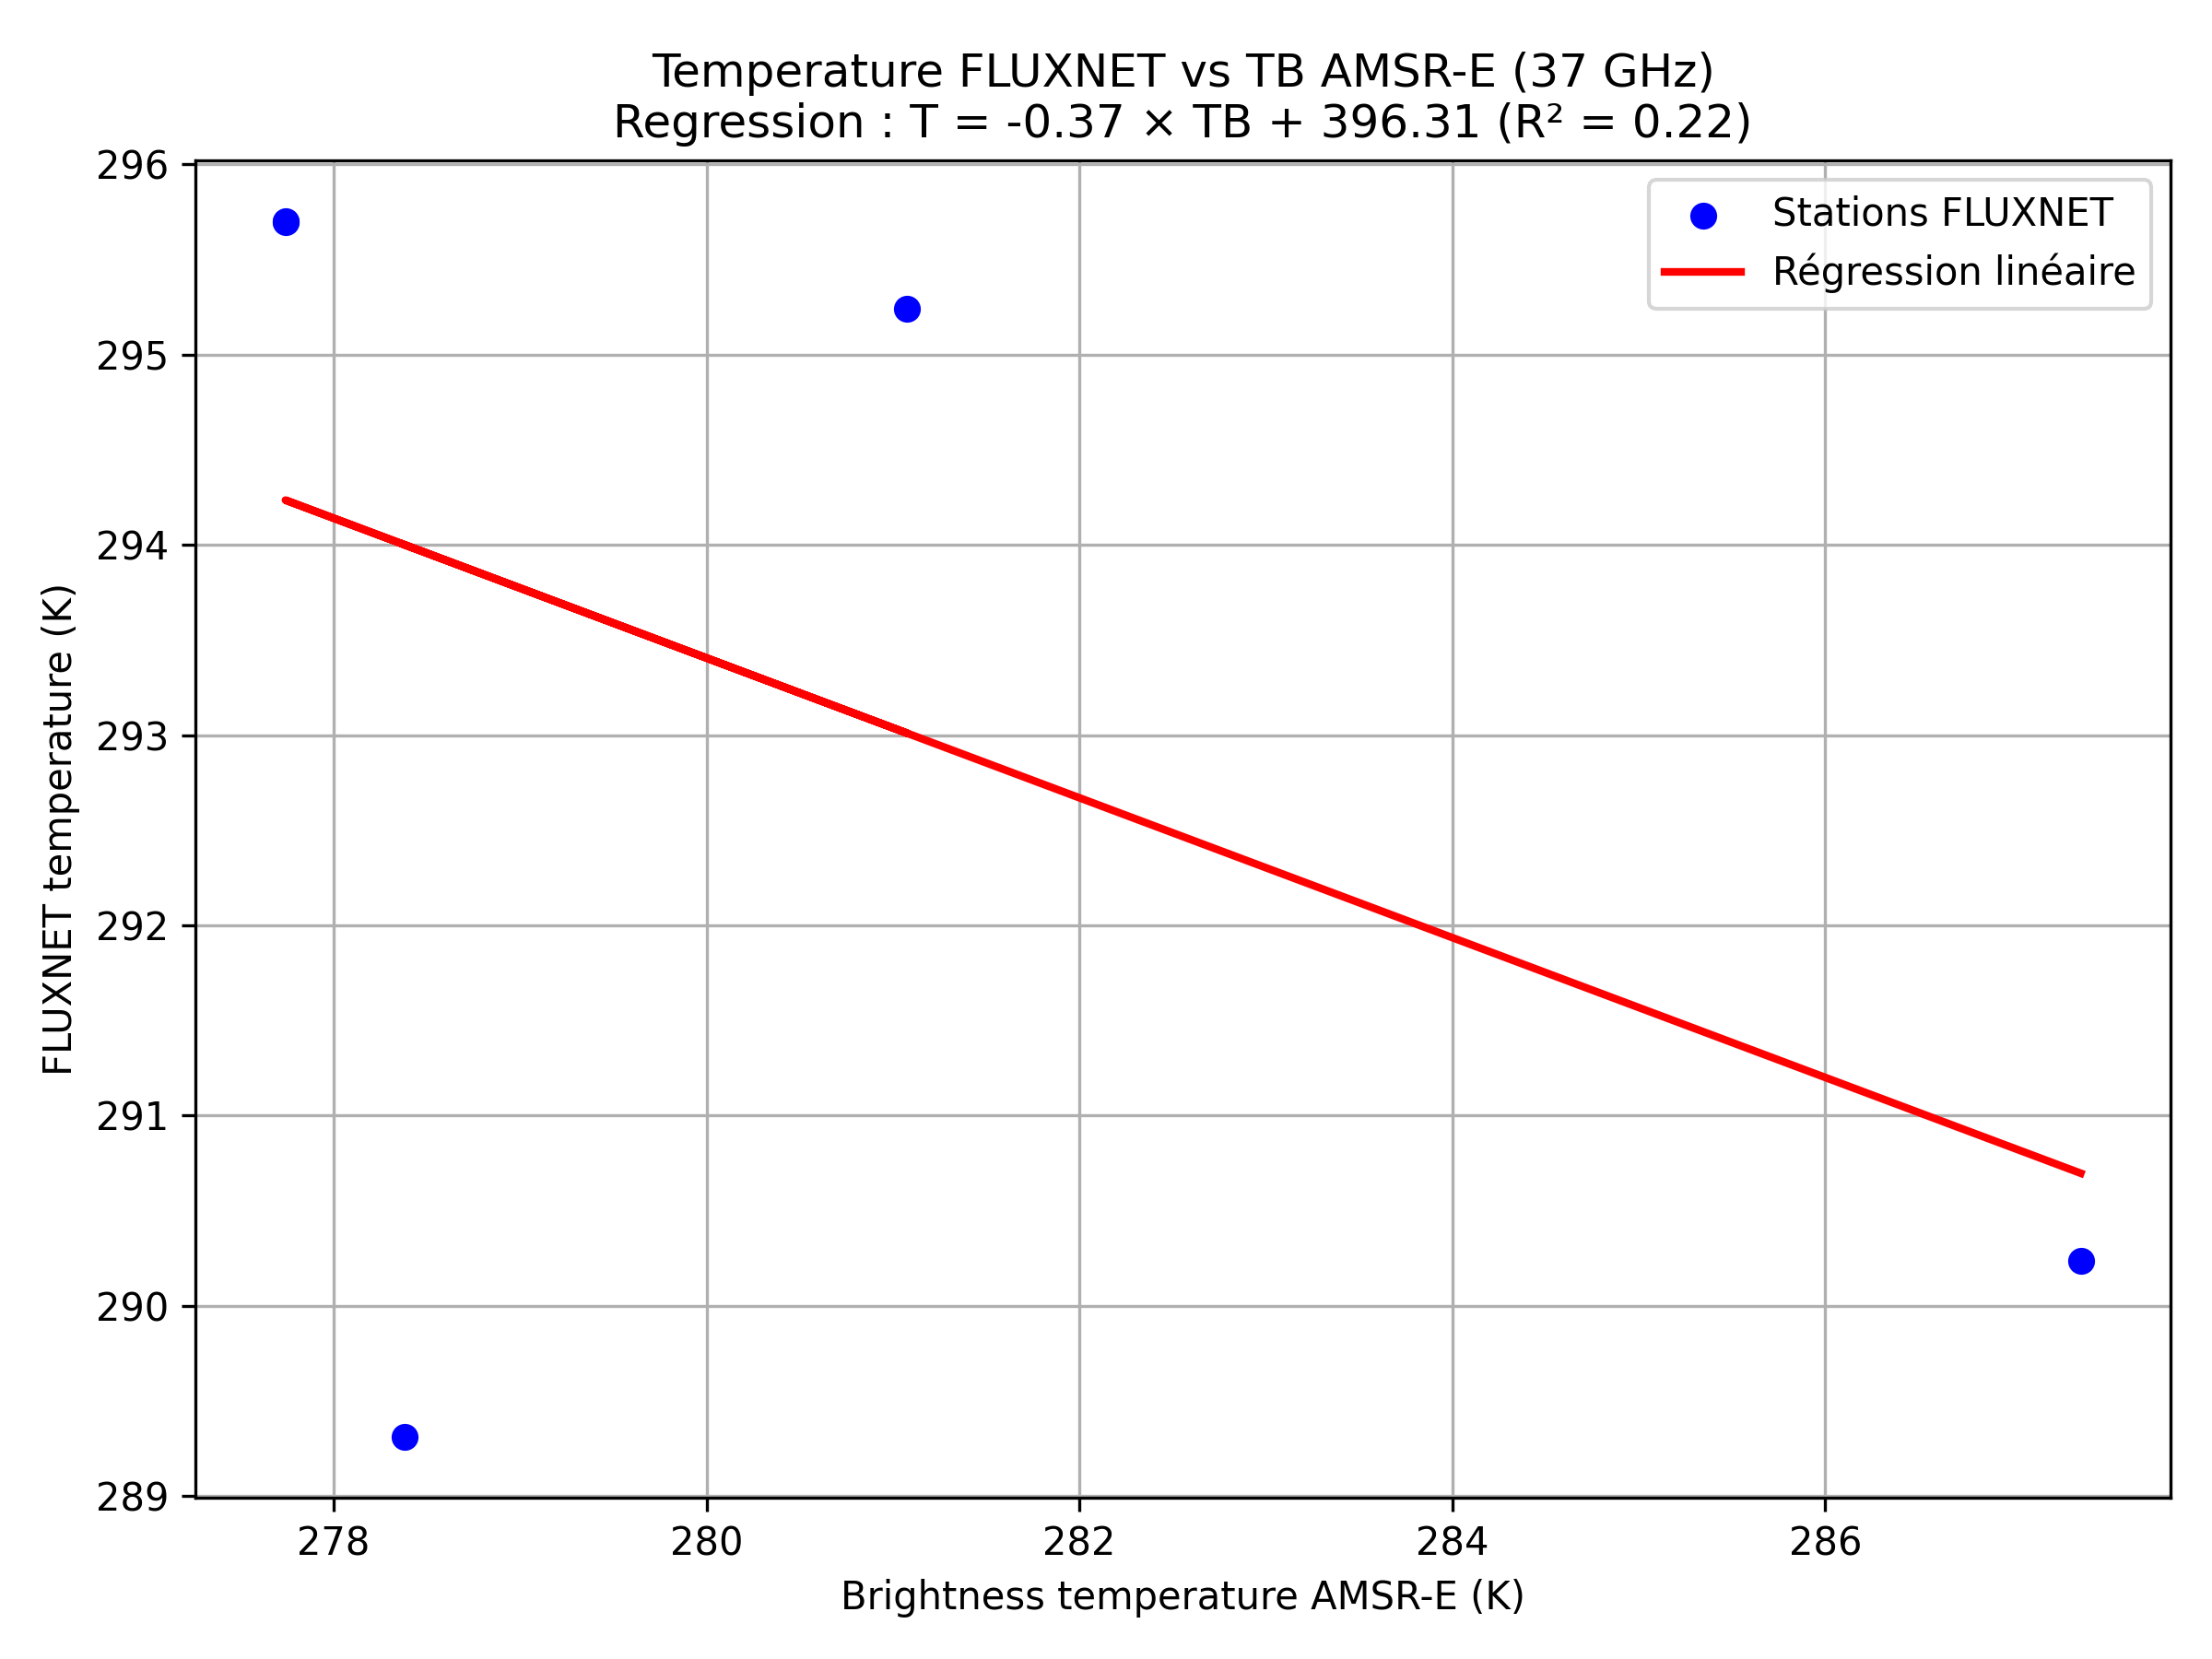 Temperature FLUXNET vs TB AMSR-E (37 GHz)
Regression : T = -0.37 × TB + 396.31 (R² = 0.22)
Stations FLUXNET
Régression linéaire
FLUXNET temperature (K)
296
295
294
293
292
291
290
289
278 280 282 284 286
Brightness temperature AMSR-E (K)